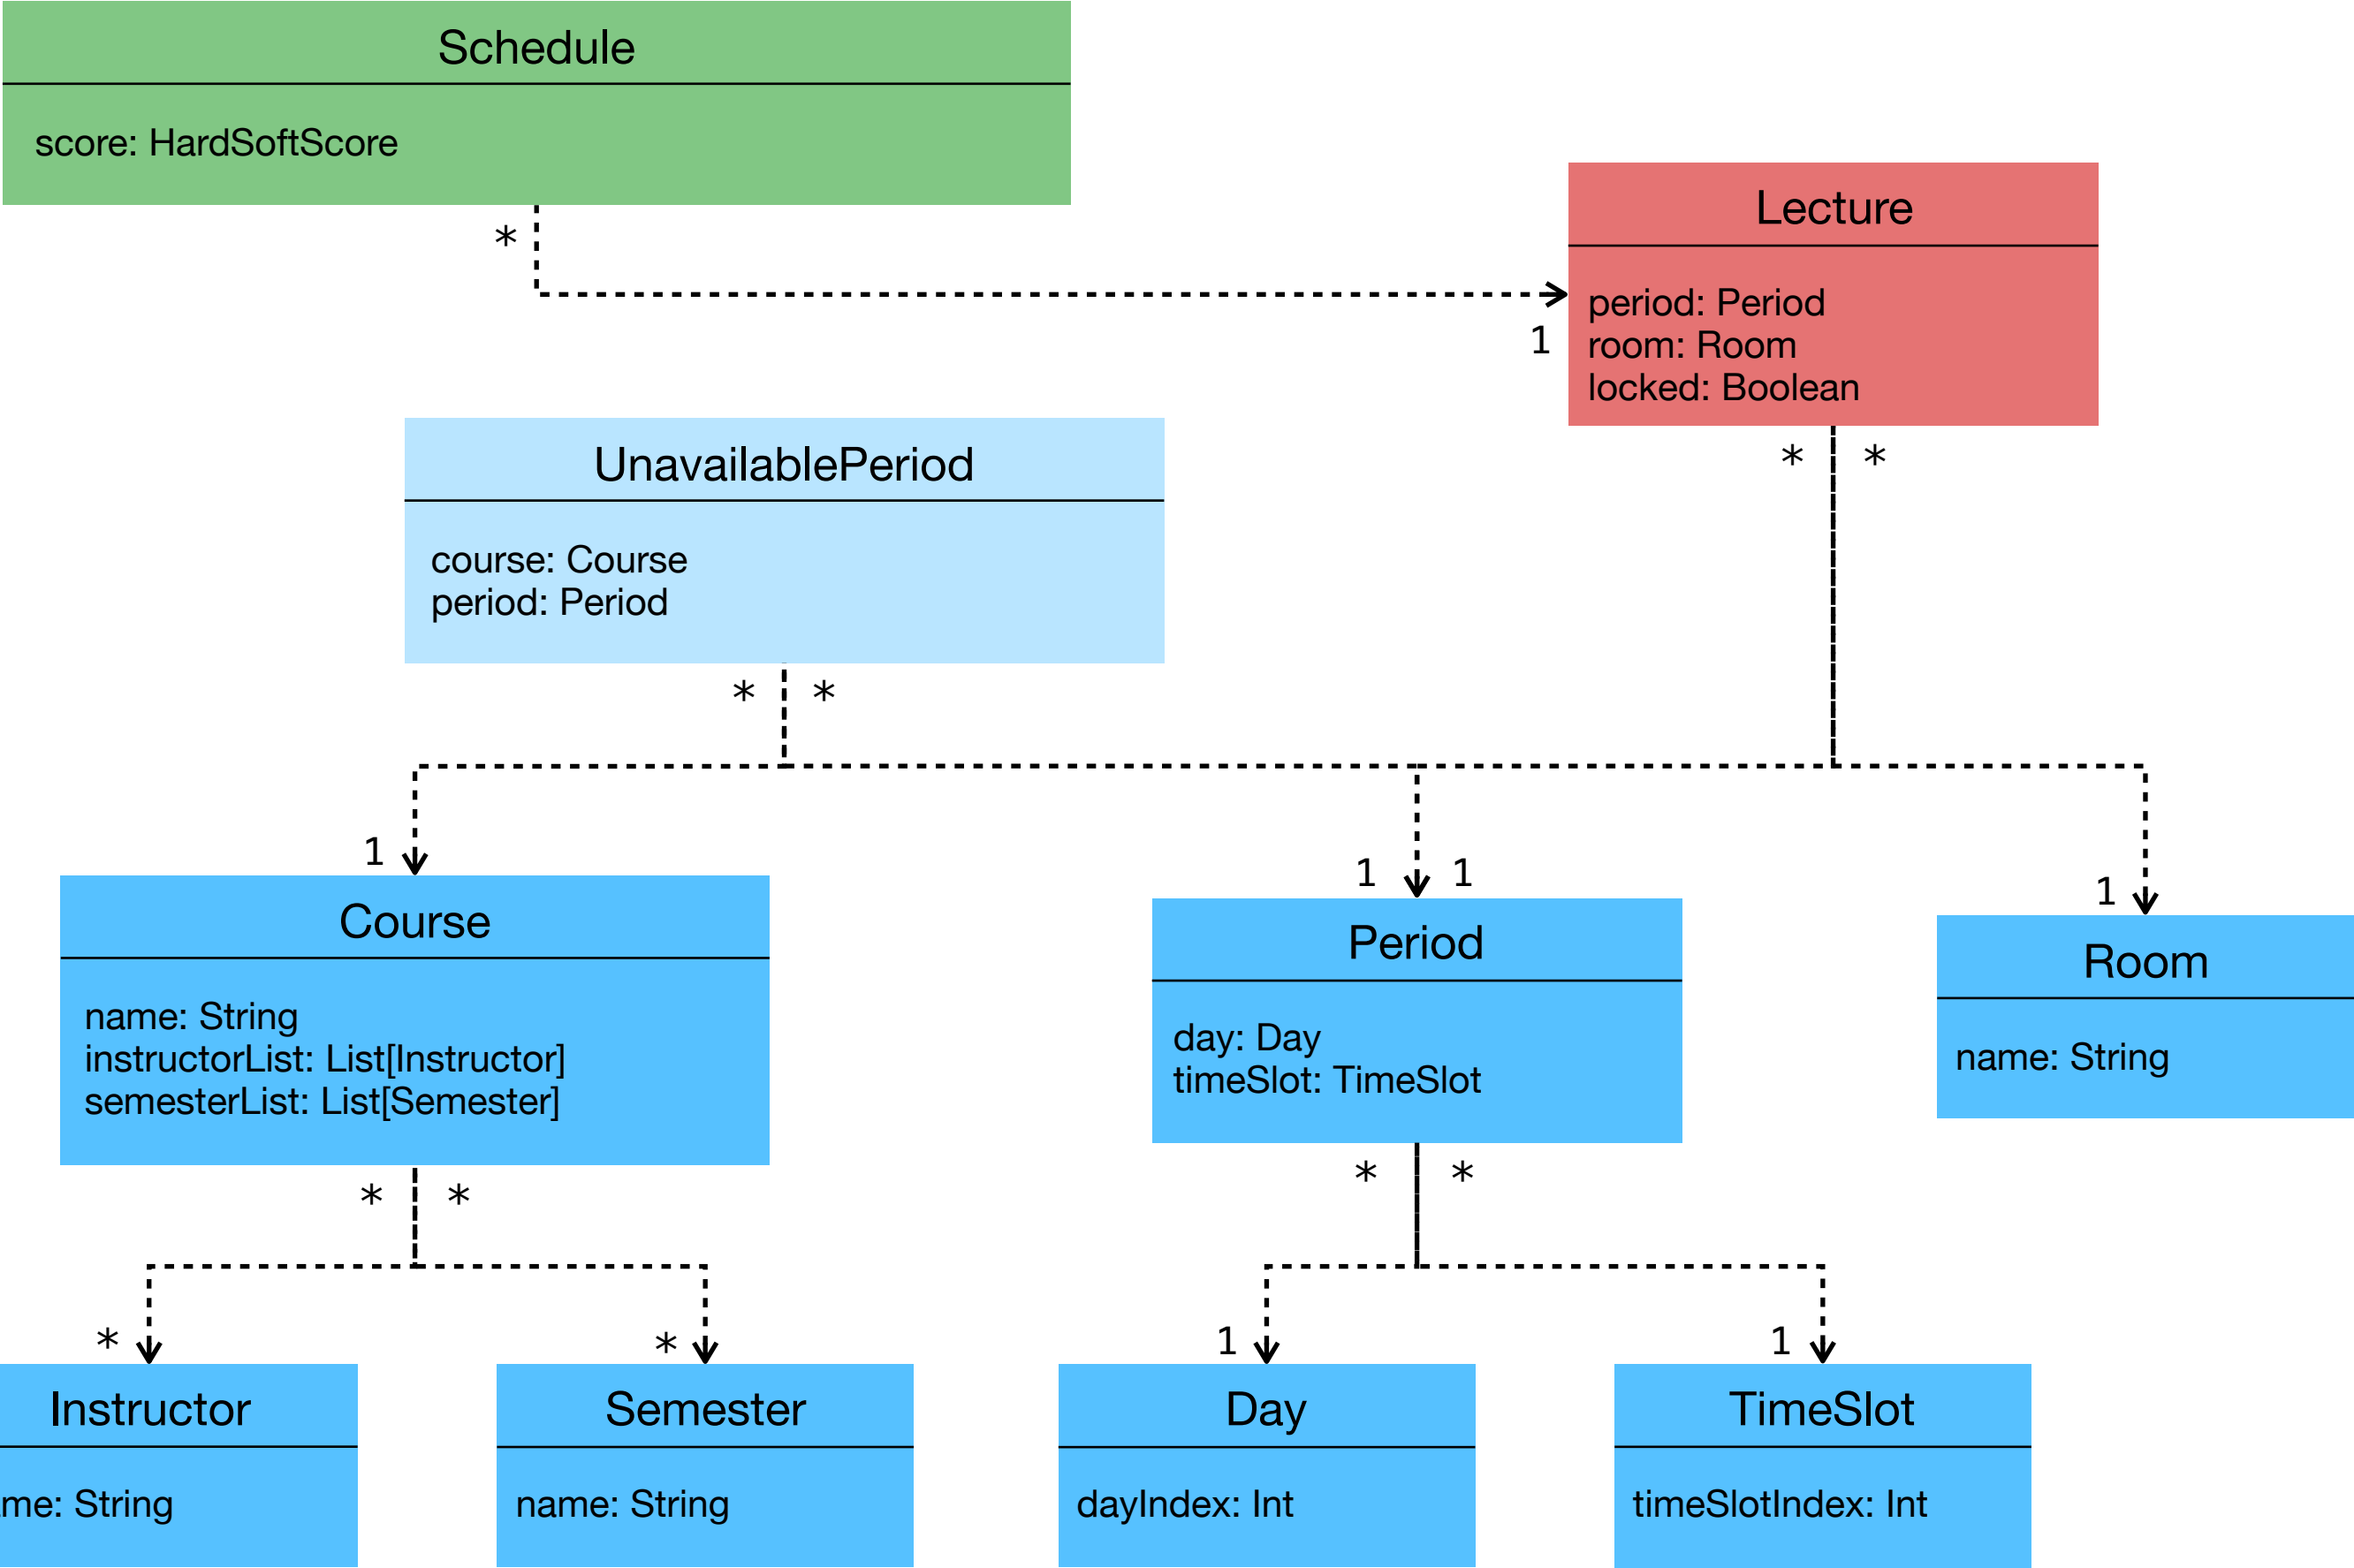 Schedule
score: HardSoftScore
*
1
Lecture
period: Period
room: Room
locked: Boolean
* *
UnavailablePeriod
course: Course
period: Period
* *
1
1 1
1
Course
name: String
instructorList: List[Instructor]
semesterList: List[Semester]
* *
Period
day: Day
timeSlot: TimeSlot
* *
Room
name: String
*
*
1
1
Instructor
me: String
Semester
name: String
Day
dayIndex: Int
TimeSlot
timeSlotIndex: Int